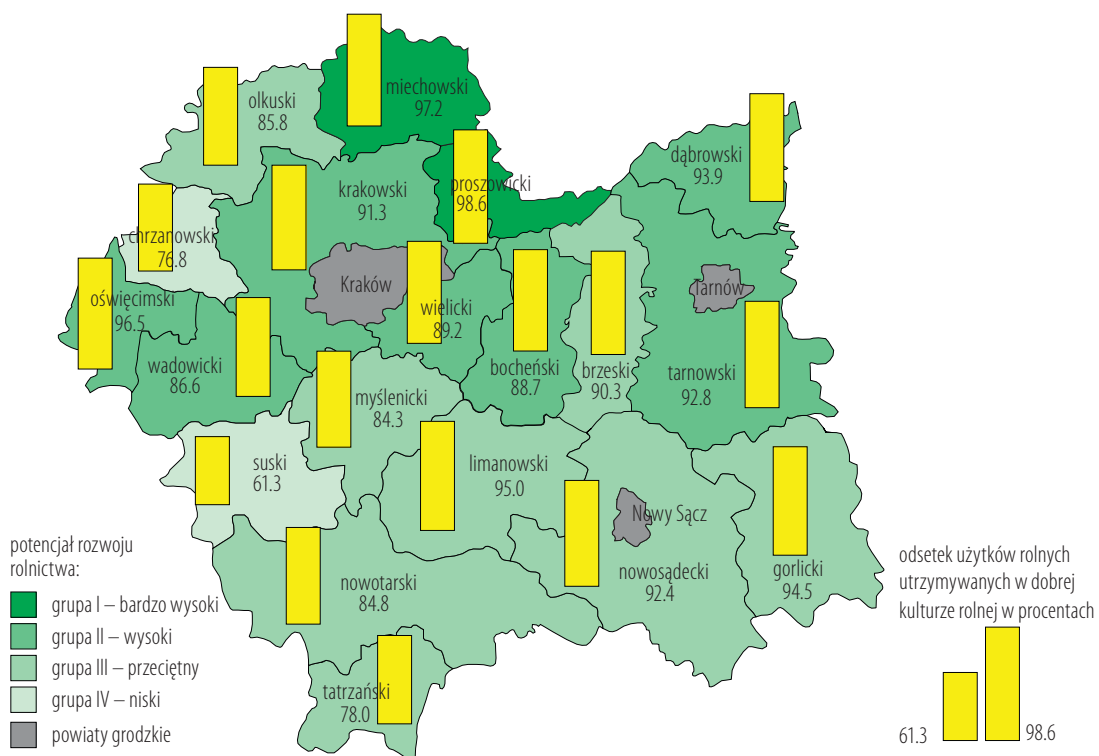 miechowski
97.2
olkuski
85.8
dąbrowski
93.9
krakowski
91.3
proszowicki
98.6
chrzanowski
76.8
oświęcimski
96.5
Kraków
wielicki
89.2
Tarnów
wadowicki
86.6
bocheński
88.7
brzeski
90.3
tarnowski
92.8
myślenicki
84.3
suski
61.3
limanowski
95.0
Nowy Sącz
nowosądecki
92.4
gorlicki
94.5
nowotarski
84.8
tatrzański
78.0
potencjał rozwoju
rolnictwa:
grupa I – bardzo wysoki
grupa II – wysoki
grupa III – przeciętny
grupa IV – niski
powiaty grodzkie
odsetek użytków rolnych
utrzymywanych w dobrej
kulturze rolnej w procentach
61.3 98.6